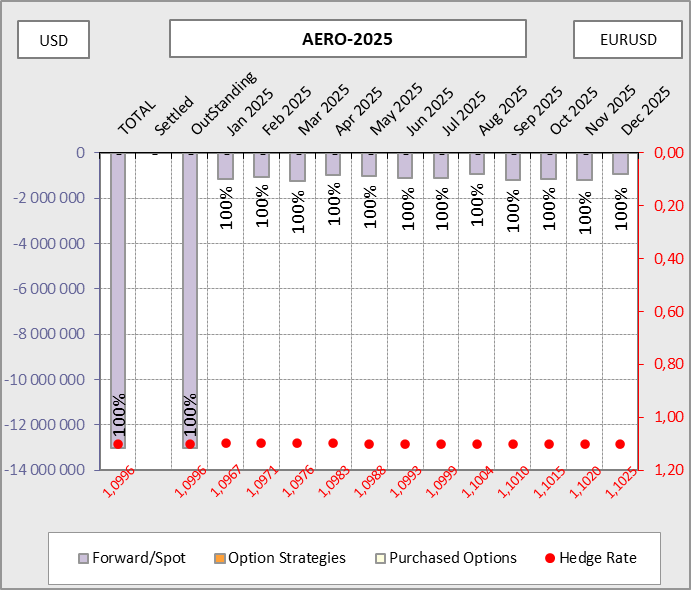 USD
AERO-2025
EURUSD
TOTAL
Settled
OutStanding
Jan 2025
Feb 2025
Mar 2025
Apr 2025
May 2025
Jun 2025
Jul 2025
Aug 2025
Sep 2025
Oct 2025
Nov 2025
Dec 2025
0
-2 000 000
-4 000 000
-6 000 000
-8 000 000
-10 000 000
-12 000 000
-14 000 000
100%
100%
100%
100%
100%
100%
100%
100%
100%
100%
100%
100%
100%
100%
0,00
0,20
0,40
0,60
0,80
1,00
1,20
1,0996
1,0996
1,0967
1,0971
1,0976
1,0983
1,0988
1,0993
1,0999
1,1004
1,1010
1,1015
1,1020
1,1025
Forward/Spot
Option Strategies
Purchased Options
Hedge Rate